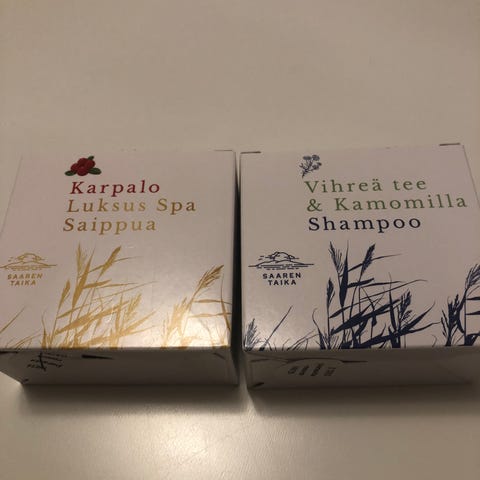 Karpalo
Luksus Spa
Saippua
SAAREN
TAIKA
Vihreä tee
& Kamomilla
Shampoo
SAAREN
TAIKA